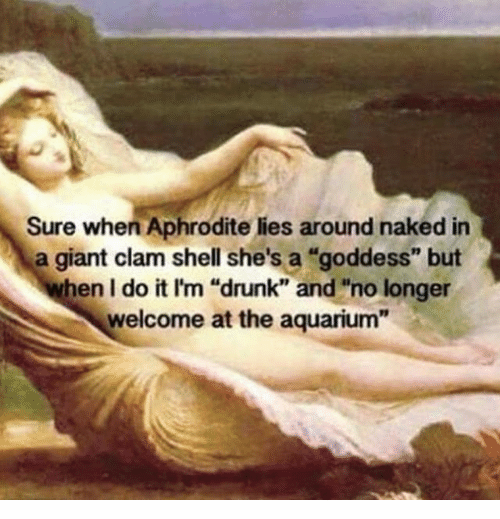 Sure when Aphrodite lies around naked in
a giant clam shell she's a "goddess" but
when I do it I'm "drunk" and "no longer
welcome at the aquarium"